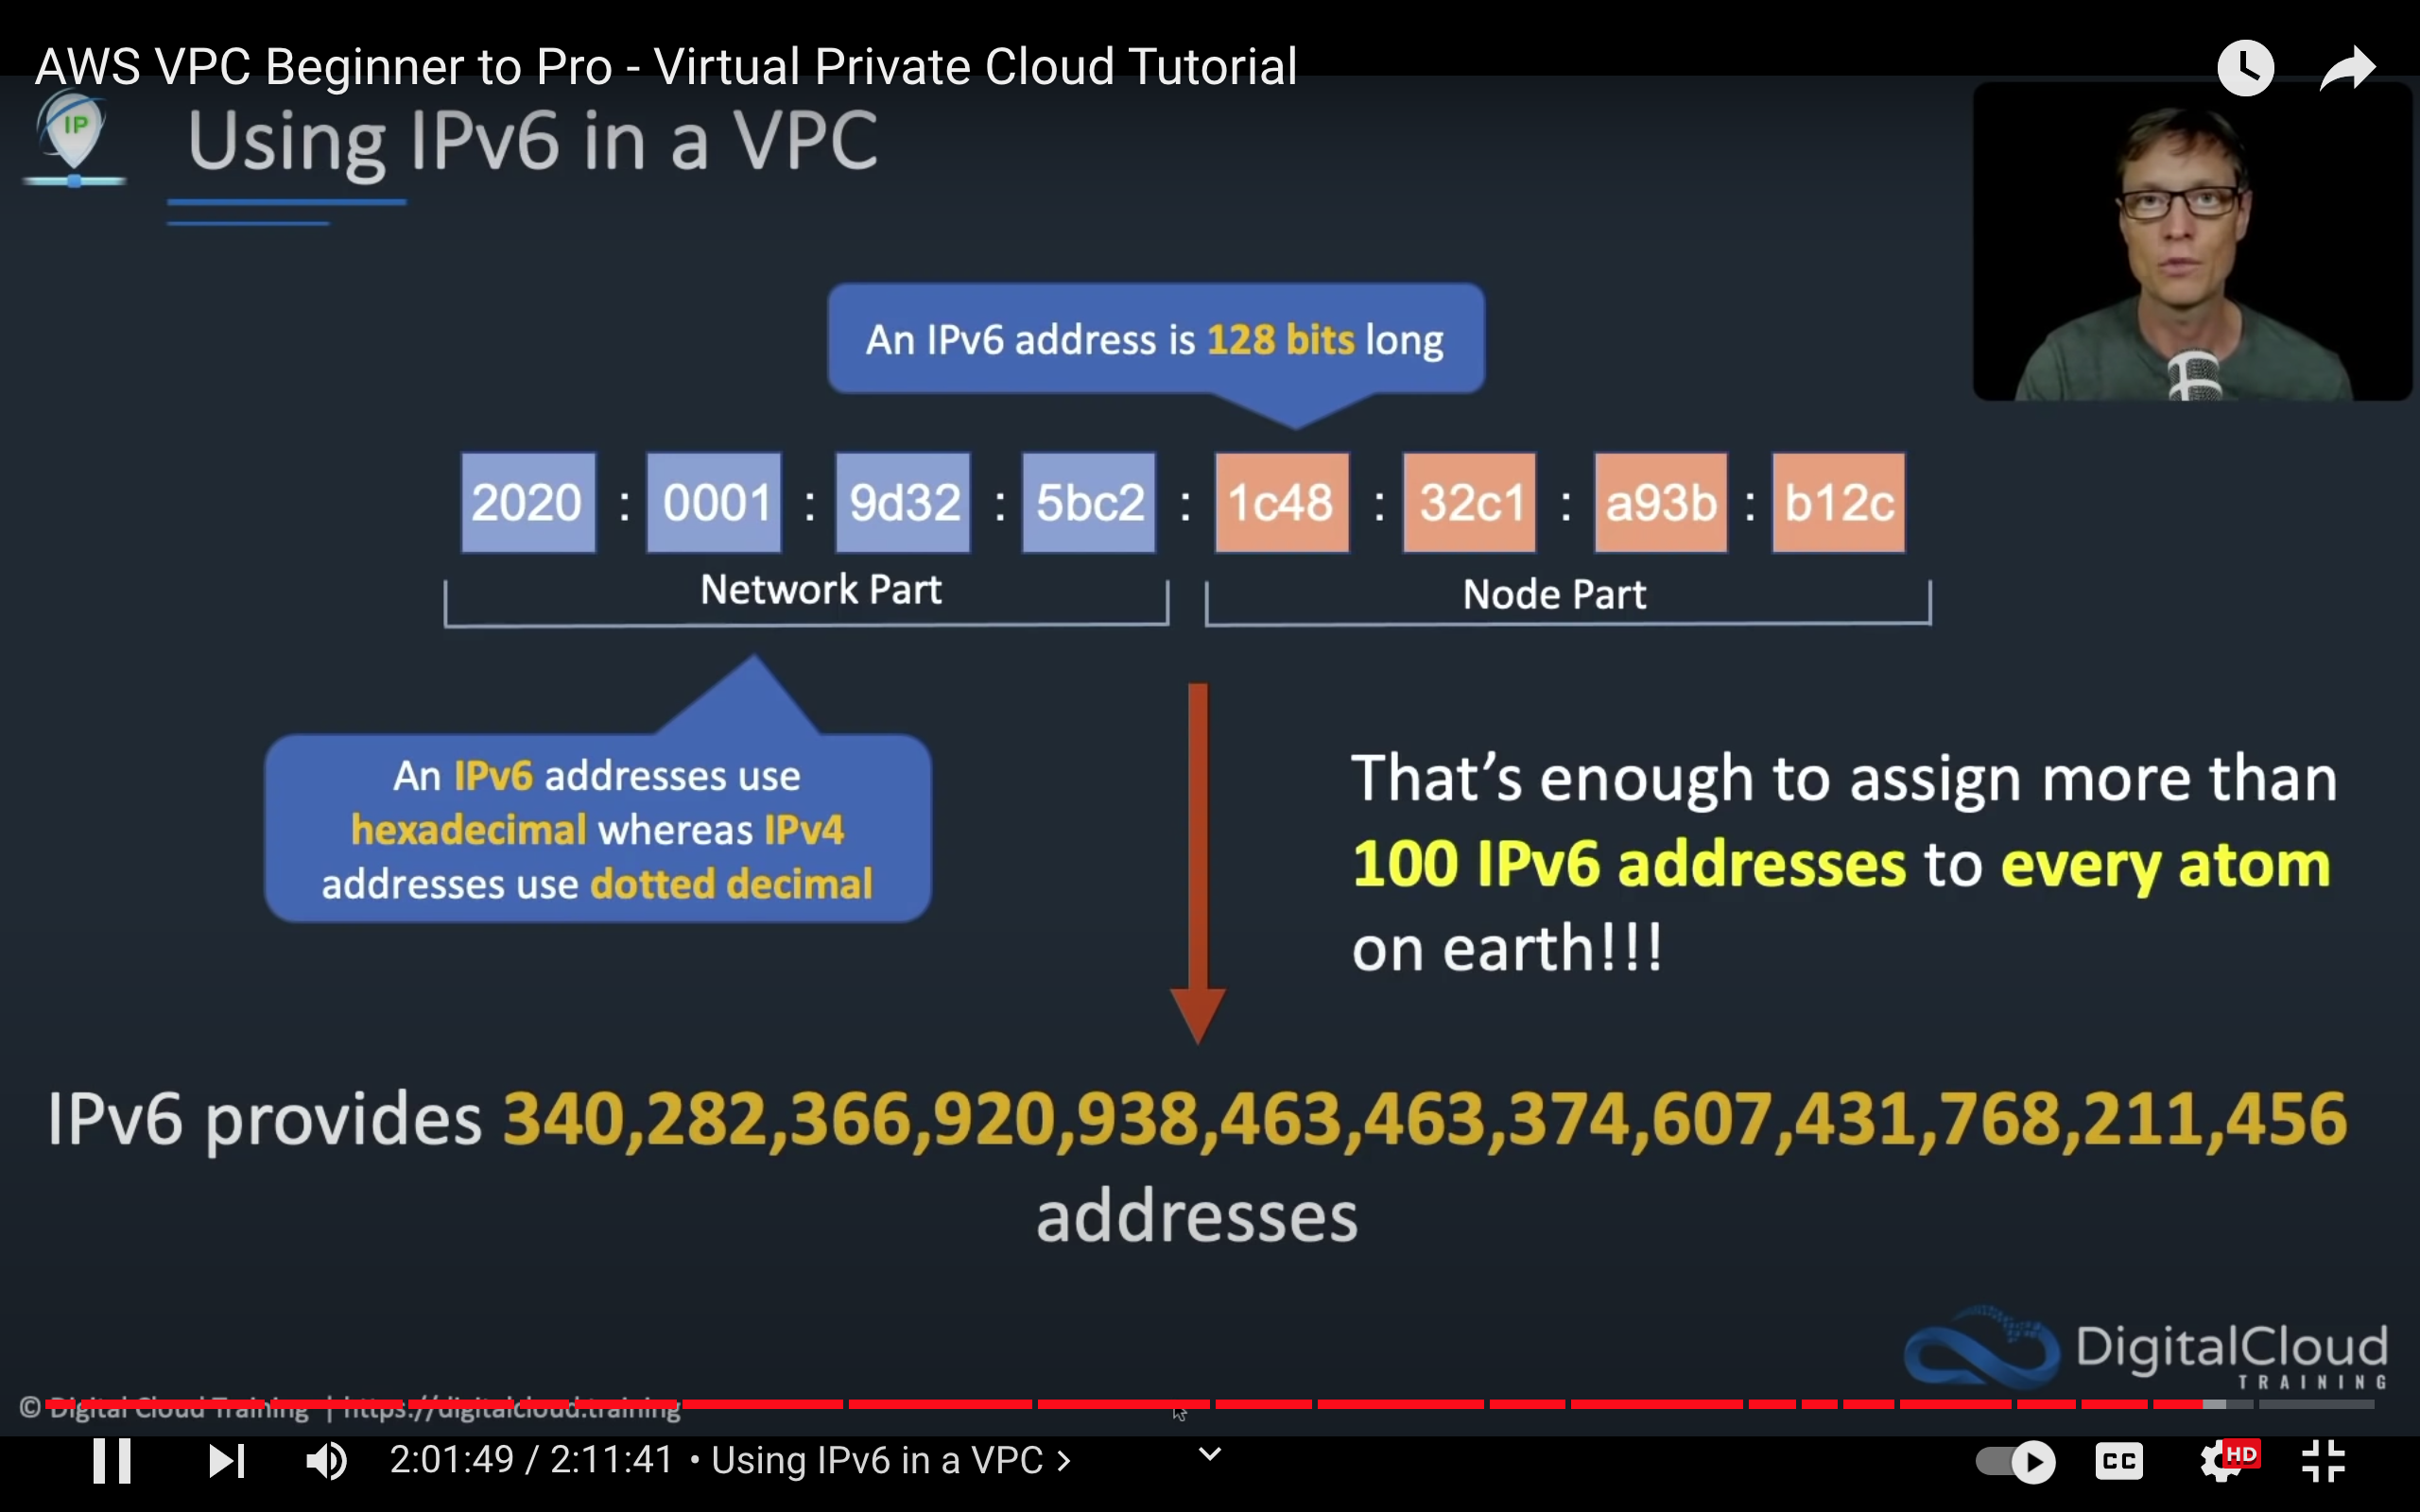 AWS VPC Beginner to Pro - Virtual Private Cloud Tutorial
IP
Using IPv6 in a VPC
An IPv6 address is 128 bits long
2020 : 0001 : 9d32 : 5bc2 : 1c48 : 32c1 : a93b : b12c
Network Part
Node Part
An IPv6 addresses use
hexadecimal whereas IPv4
addresses use dotted decimal
That's enough to assign more than
100 IPv6 addresses to every atom
on earth!!!
IPv6 provides 340,282,366,920,938,463,463,374,607,431,768,211,456
addresses
DigitalCloud
TRAINING
© Digital Cloud Training | https://digitalcloud.training
2:01:49 / 2:11:41 • Using IPv6 in a VPC >
CC
HD